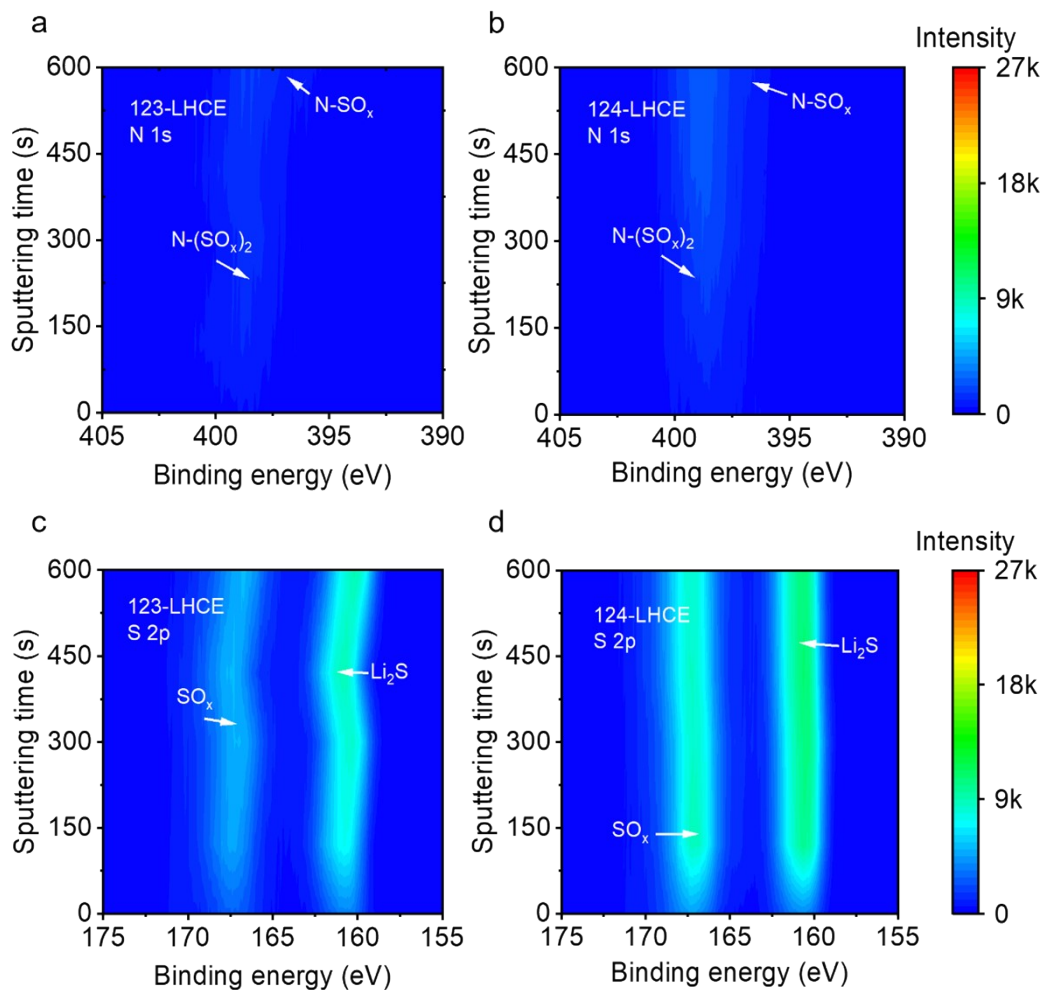 a
123-LHCE
N 1s
N-SOₓ
N-(SOₓ)₂
600
450
300
150
0
Sputtering time (s)
405 400 395 390
Binding energy (eV)
b
124-LHCE
N 1s
N-SOₓ
N-(SOₓ)₂
600
450
300
150
0
Sputtering time (s)
405 400 395 390
Binding energy (eV)
Intensity
27k
18k
9k
0
c
123-LHCE
S 2p
SOₓ
Li₂S
600
450
300
150
0
Sputtering time (s)
175 170 165 160 155
Binding energy (eV)
d
124-LHCE
S 2p
Li₂S
SOₓ
600
450
300
150
0
Sputtering time (s)
175 170 165 160 155
Binding energy (eV)
Intensity
27k
18k
9k
0